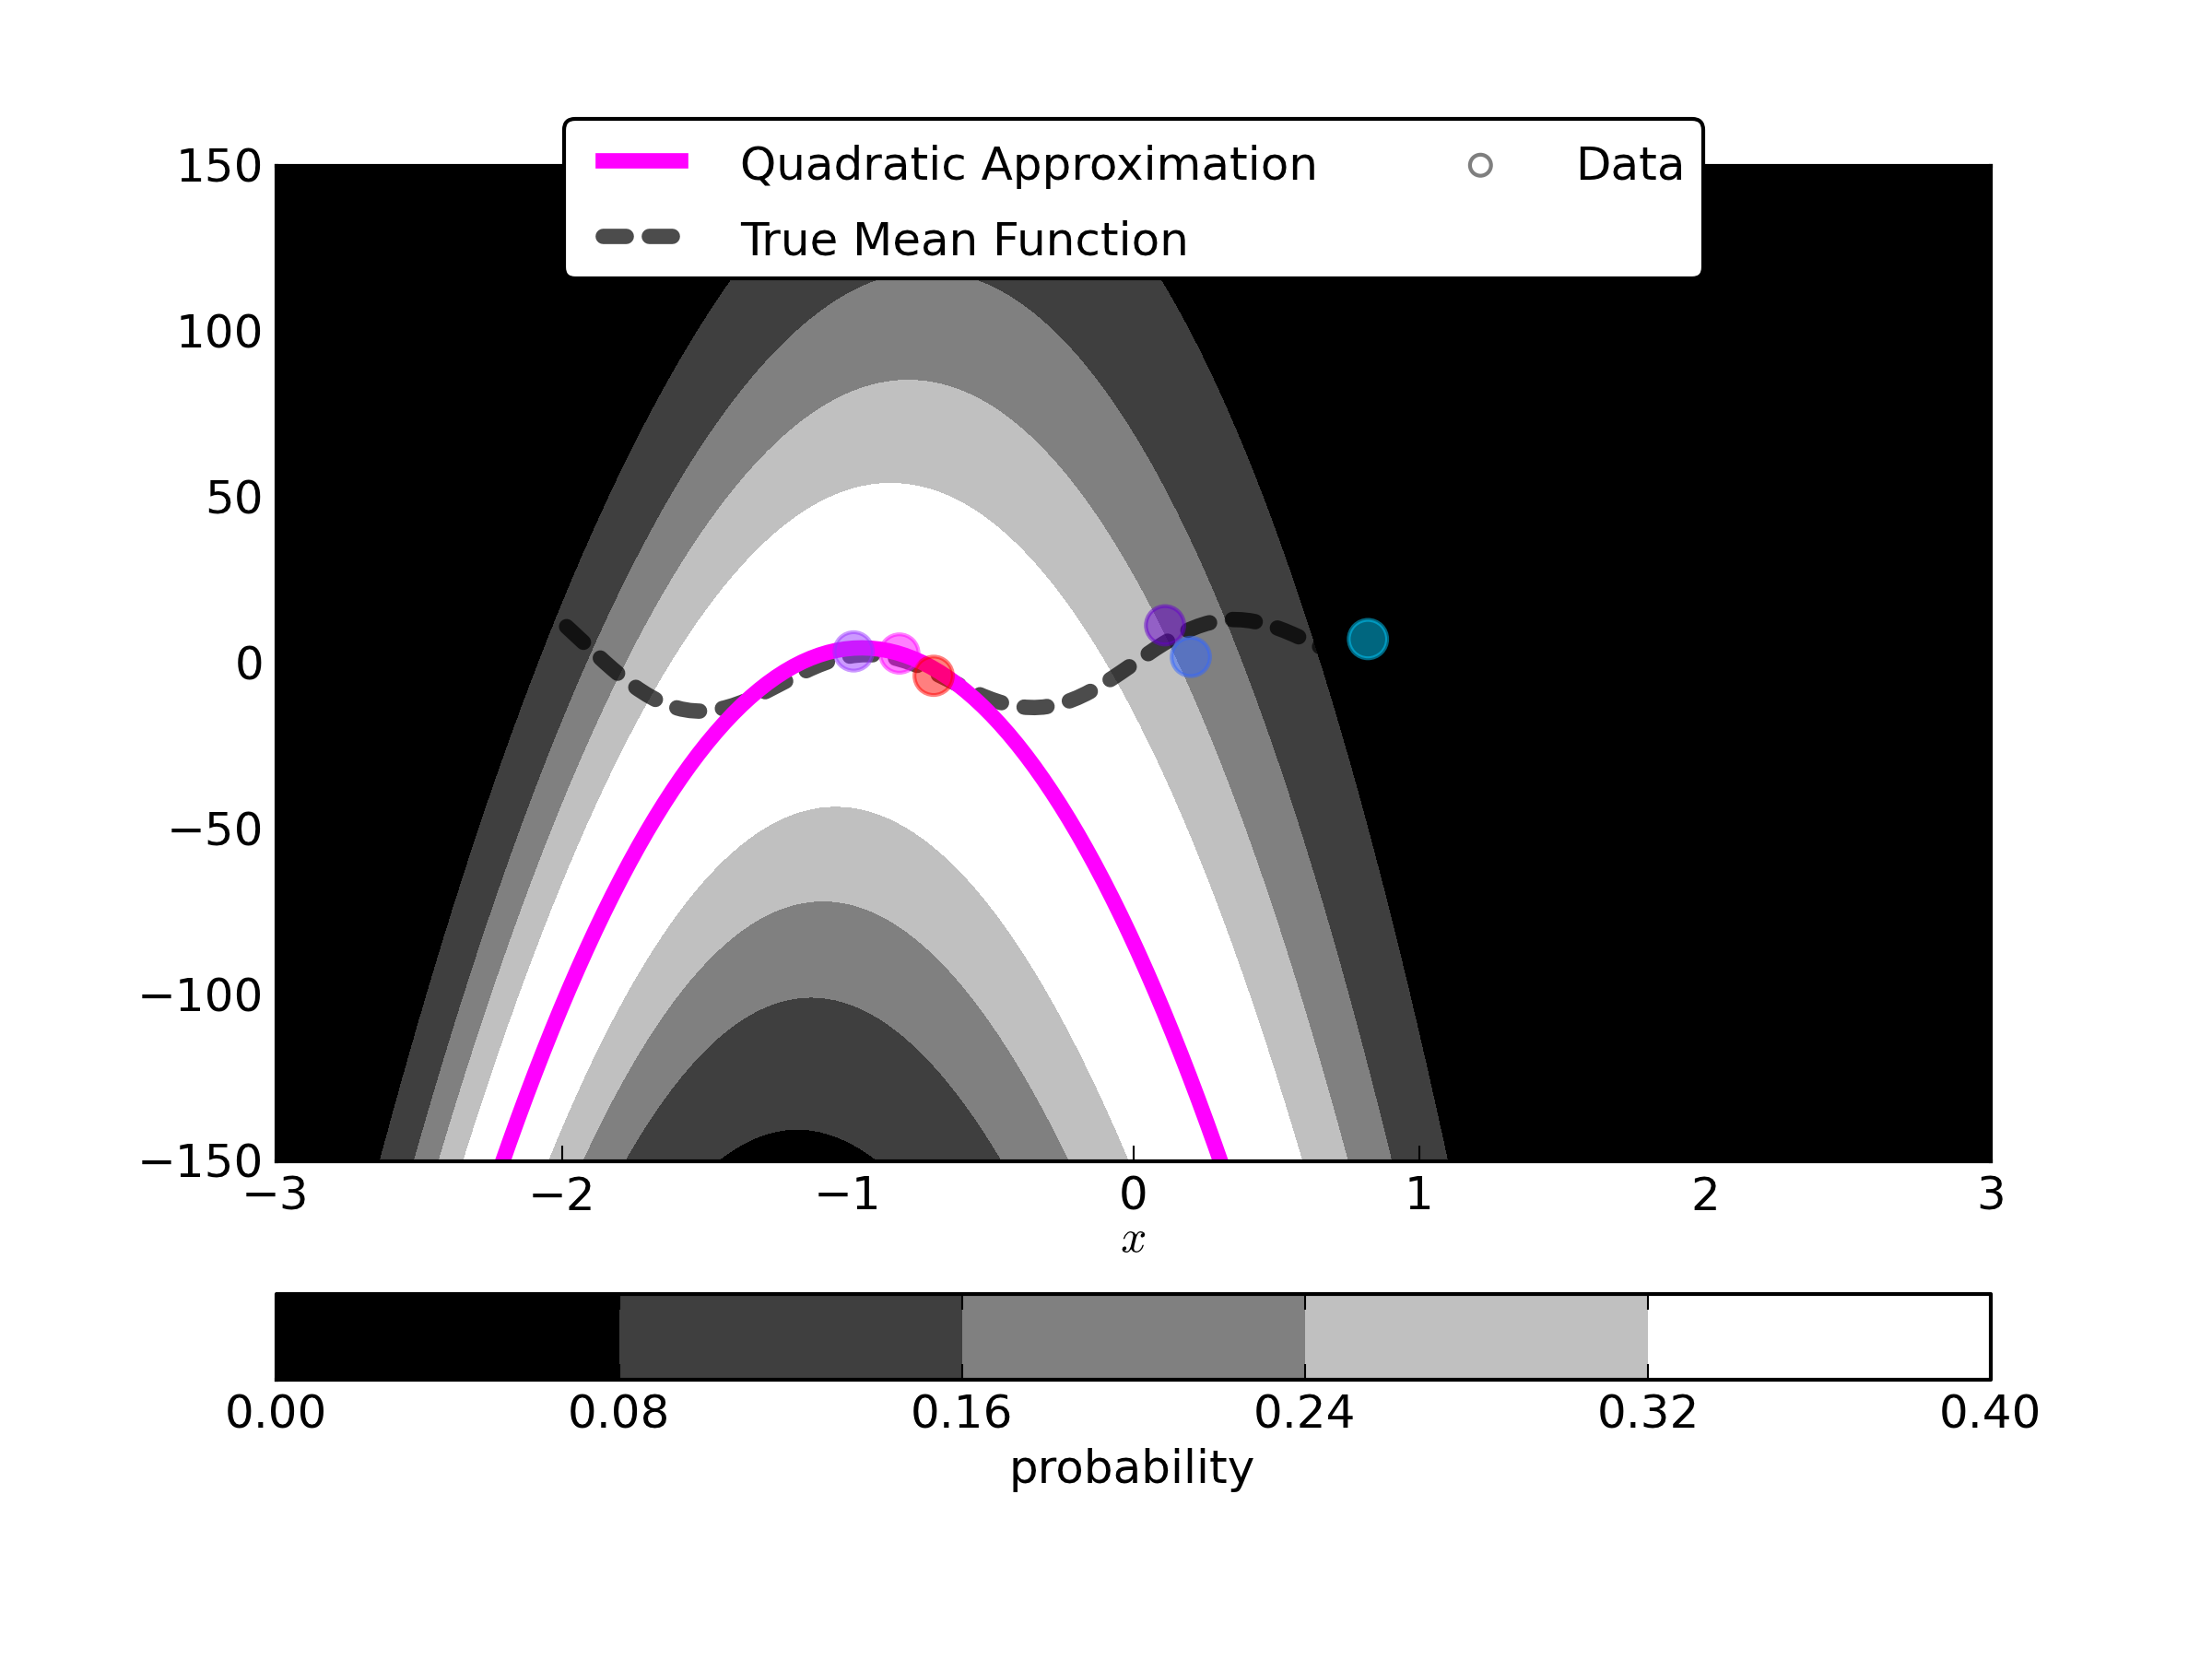 Quadratic Approximation Data
True Mean Function
150
100
50
0
−50
−100
−150
−3 −2 −1 0 1 2 3
x
0.00 0.08 0.16 0.24 0.32 0.40
probability